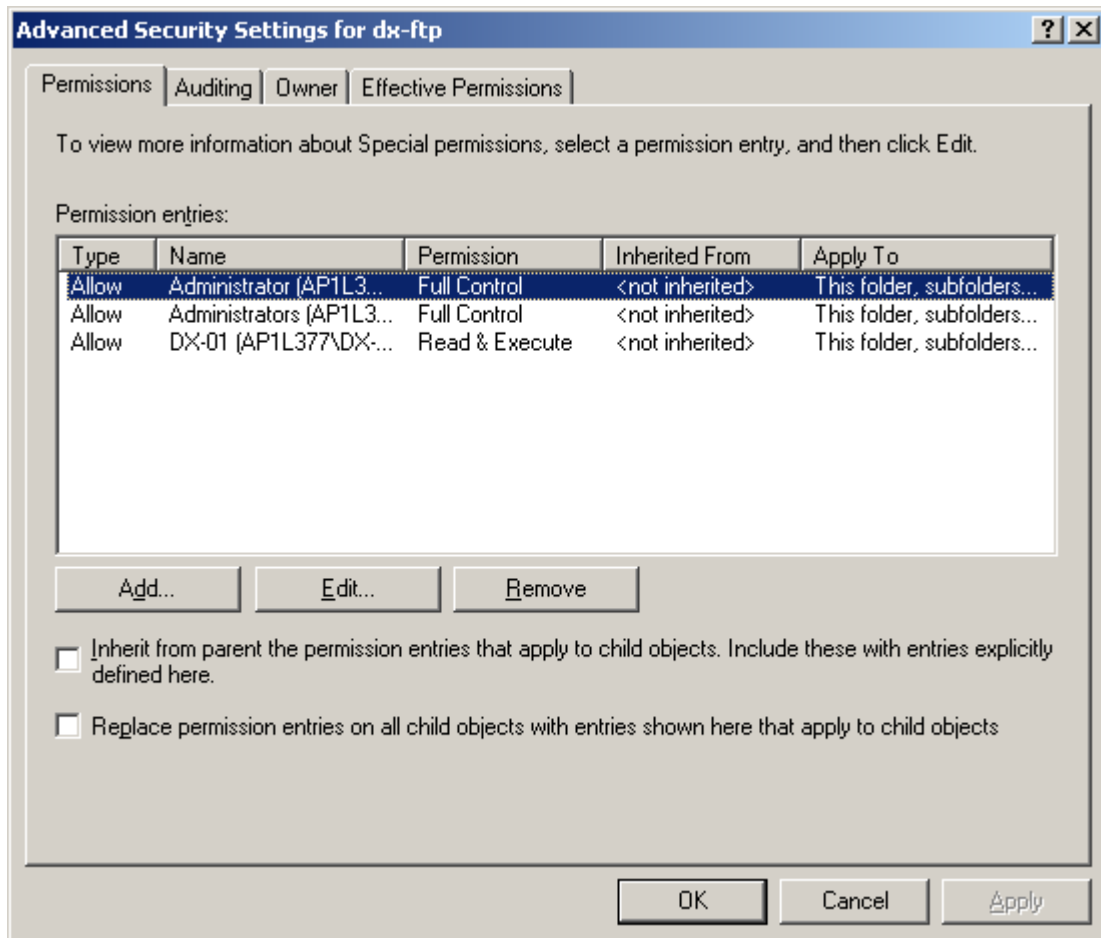 Advanced Security Settings for dx-ftp
Permissions Auditing Owner Effective Permissions
To view more information about Special permissions, select a permission entry, and then click Edit.
Permission entries:
Type Name Permission Inherited From Apply To
Allow Administrator (AP1L3... Full Control <not inherited> This folder, subfolders...
Allow Administrators (AP1L3... Full Control <not inherited> This folder, subfolders...
Allow DX-01 (AP1L377\DX-... Read & Execute <not inherited> This folder, subfolders...
Add... Edit... Remove
Inherit from parent the permission entries that apply to child objects. Include these with entries explicitly
defined here.
Replace permission entries on all child objects with entries shown here that apply to child objects
OK Cancel Apply